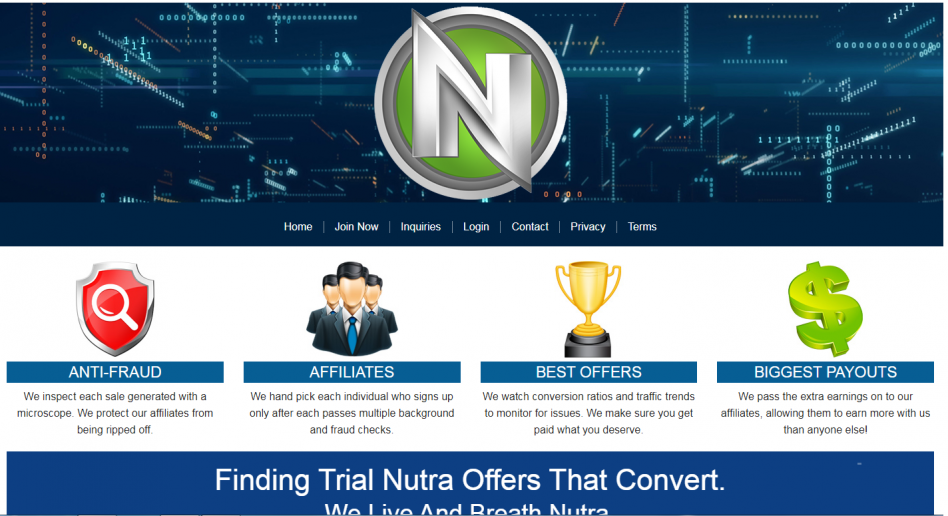 N
Home
Join Now
Inquiries
Login
Contact
Privacy
Terms
ANTI-FRAUD
We inspect each sale generated with a
microscope. We protect our affiliates from
being ripped off.
AFFILIATES
We hand pick each individual who signs up
only after each passes multiple background
and fraud checks.
BEST OFFERS
We watch conversion ratios and traffic trends
to monitor for issues. We make sure you get
paid what you deserve.
BIGGEST PAYOUTS
We pass the extra earnings on to our
affiliates, allowing them to earn more with us
than anyone else!
Finding Trial Nutra Offers That Convert.
We Live And Breath Nutra